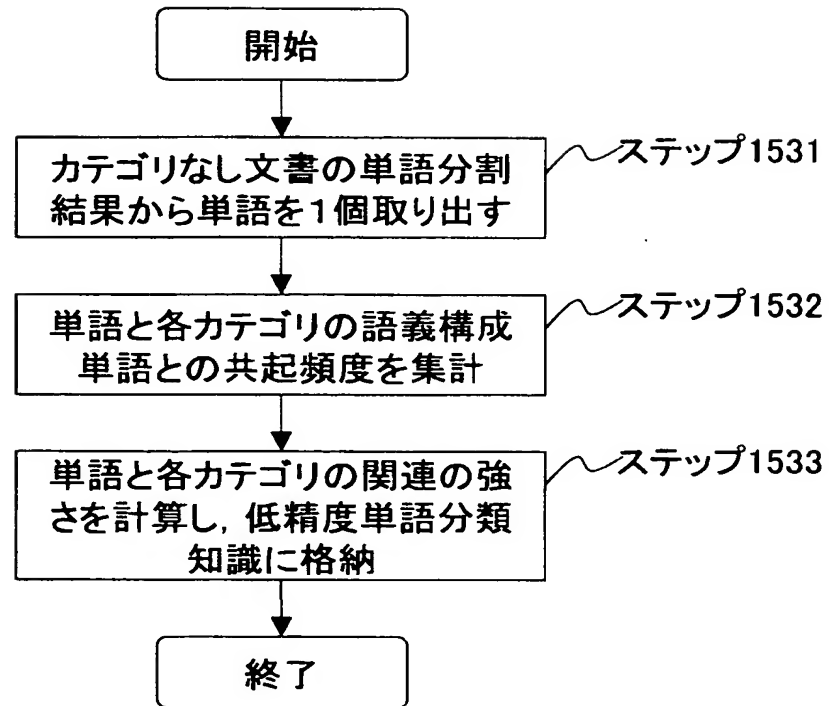 開始
カテゴリなし文書の単語分割
結果から単語を1個取り出す
ステップ1531
単語と各カテゴリの語義構成
単語との共起頻度を集計
ステップ1532
単語と各カテゴリの関連の強
さを計算し,低精度単語分類
知識に格納
ステップ1533
終了